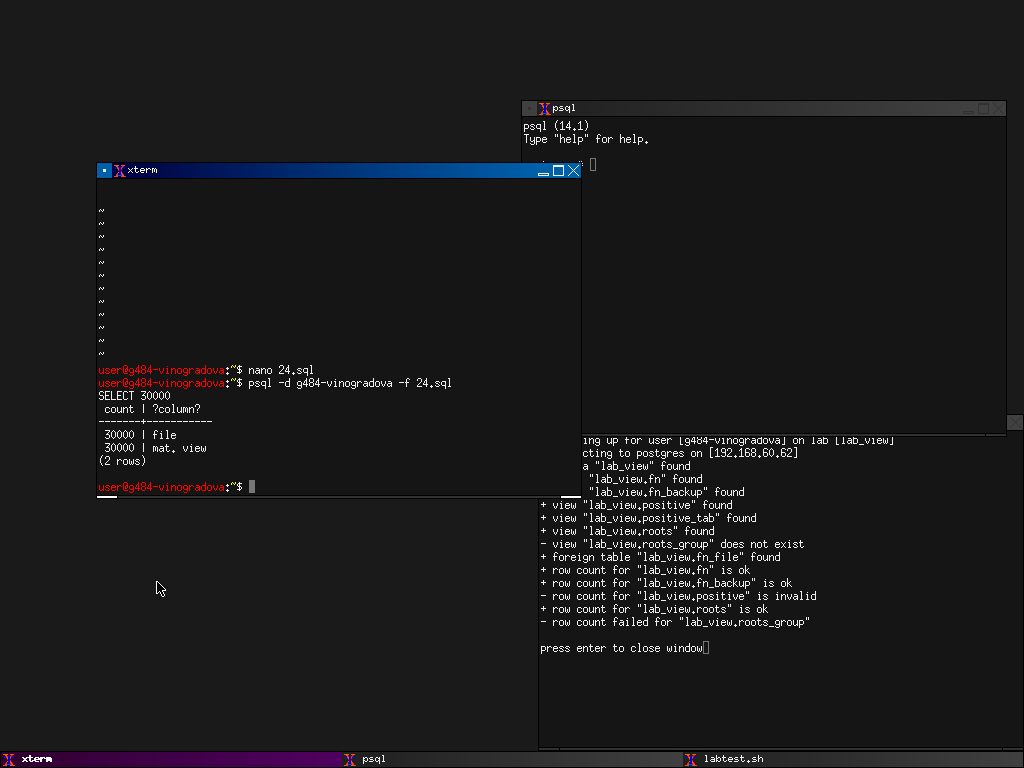 psql
psql (14.1)
Type "help" for help.
xterm
~
~
~
~
~
~
~
~
~
~
~
~
user@g484-vinogradova:~$ nano 24.sql
user@g484-vinogradova:~$ psql -d g484-vinogradova -f 24.sql
SELECT 30000
 count | ?column?
-------+-----------
 30000 | file
 30000 | mat. view
(2 rows)
user@g484-vinogradova:~$
ing up for user [g484-vinogradova] on lab [lab_view]
cting to postgres on [192.168.60.62]
a "lab_view" found
"lab_view.fn" found
"lab_view.fn_backup" found
+ view "lab_view.positive" found
+ view "lab_view.positive_tab" found
+ view "lab_view.roots" found
- view "lab_view.roots_group" does not exist
+ foreign table "lab_view.fn_file" found
+ row count for "lab_view.fn" is ok
+ row count for "lab_view.fn_backup" is ok
- row count for "lab_view.positive" is invalid
+ row count for "lab_view.roots" is ok
- row count failed for "lab_view.roots_group"
press enter to close window
xterm
psql
labtest.sh